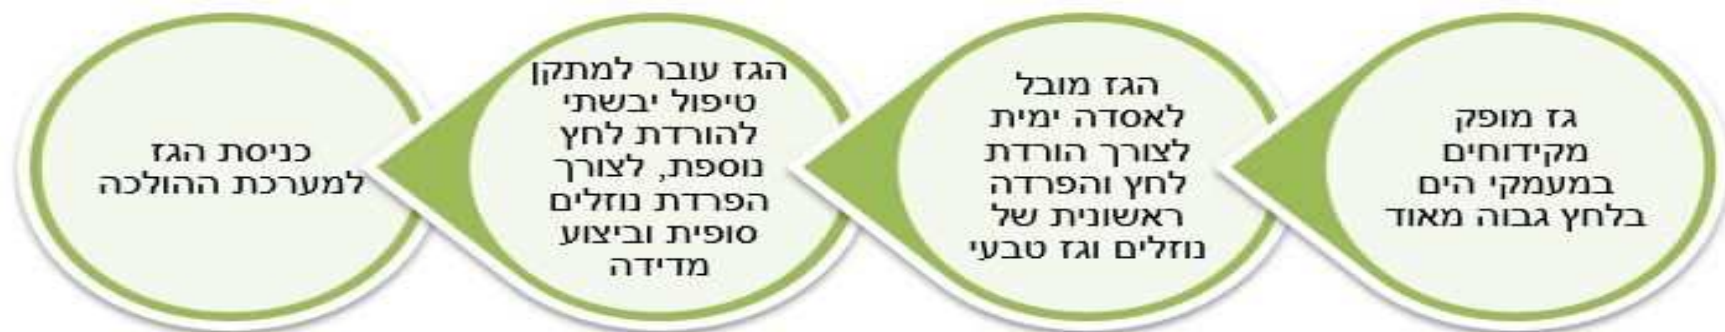 גז מופק
מקידוחים
במעמקי הים
בלחץ גבוה מאוד
הגז מובל
לאסדה ימית
לצורך הורדת
לחץ והפרדה
ראשונית של
נוזלים וגז טבעי
הגז עובר למתקן
טיפול יבשתי
להורדת לחץ
נוספת, לצורך
הפרדת נוזלים
סופית וביצוע
מדידה
כניסת הגז
למערכת ההולכה